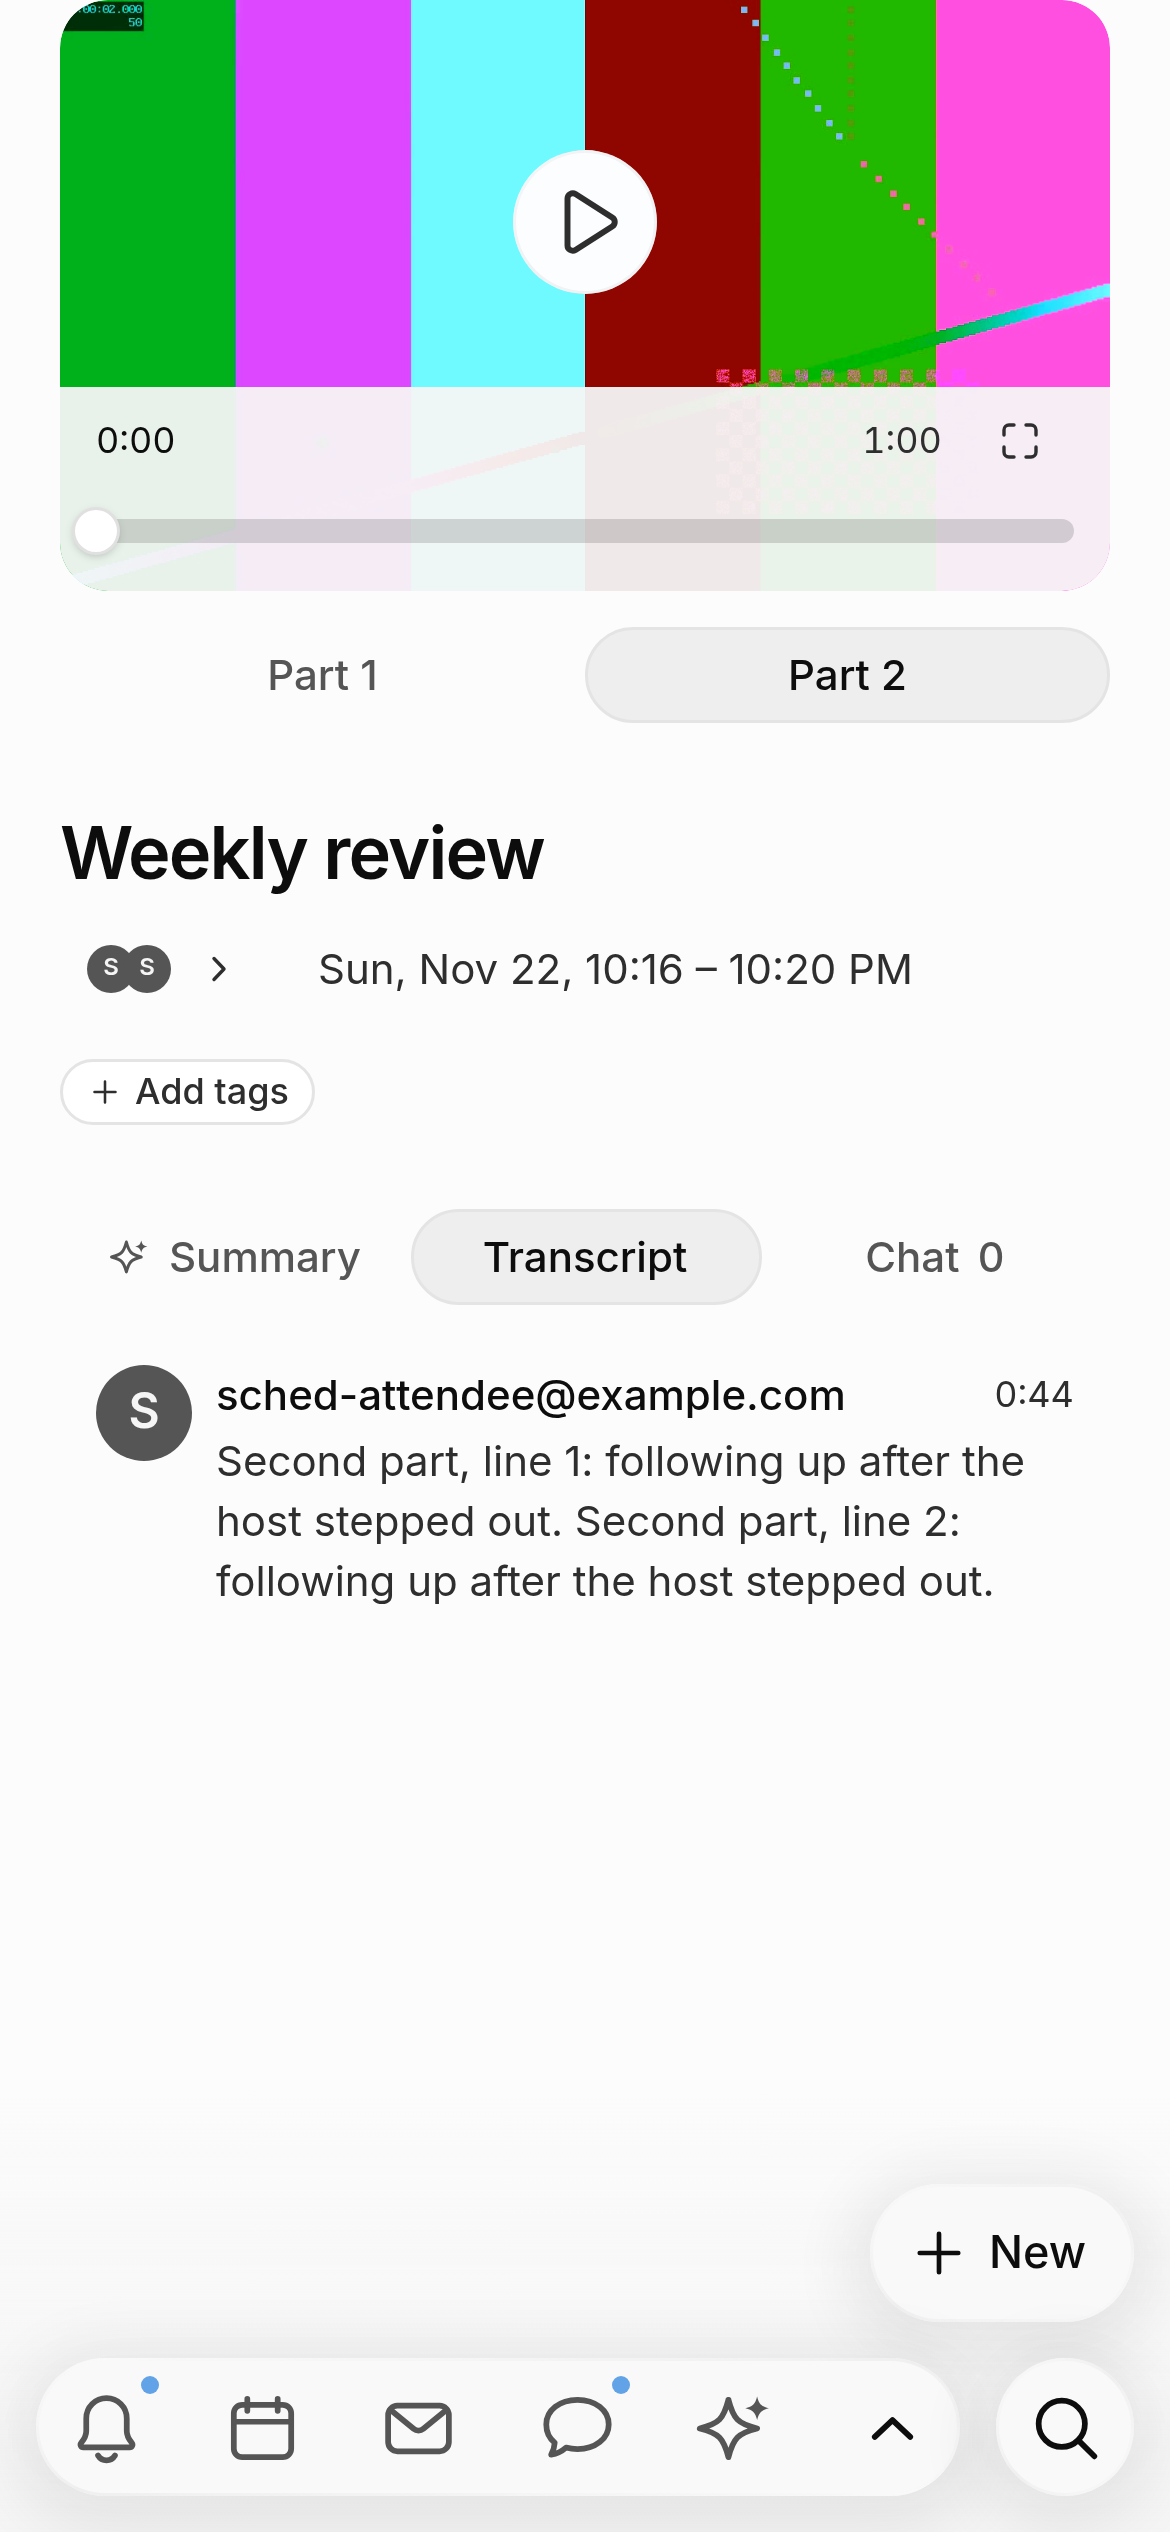 :00:02.000
50
0:00
1:00
Part 1
Part 2
Weekly review
S S
Sun, Nov 22, 10:16 – 10:20 PM
Add tags
Summary
Transcript
Chat 0
S
sched-attendee@example.com
0:44
Second part, line 1: following up after the
host stepped out. Second part, line 2:
following up after the host stepped out.
New